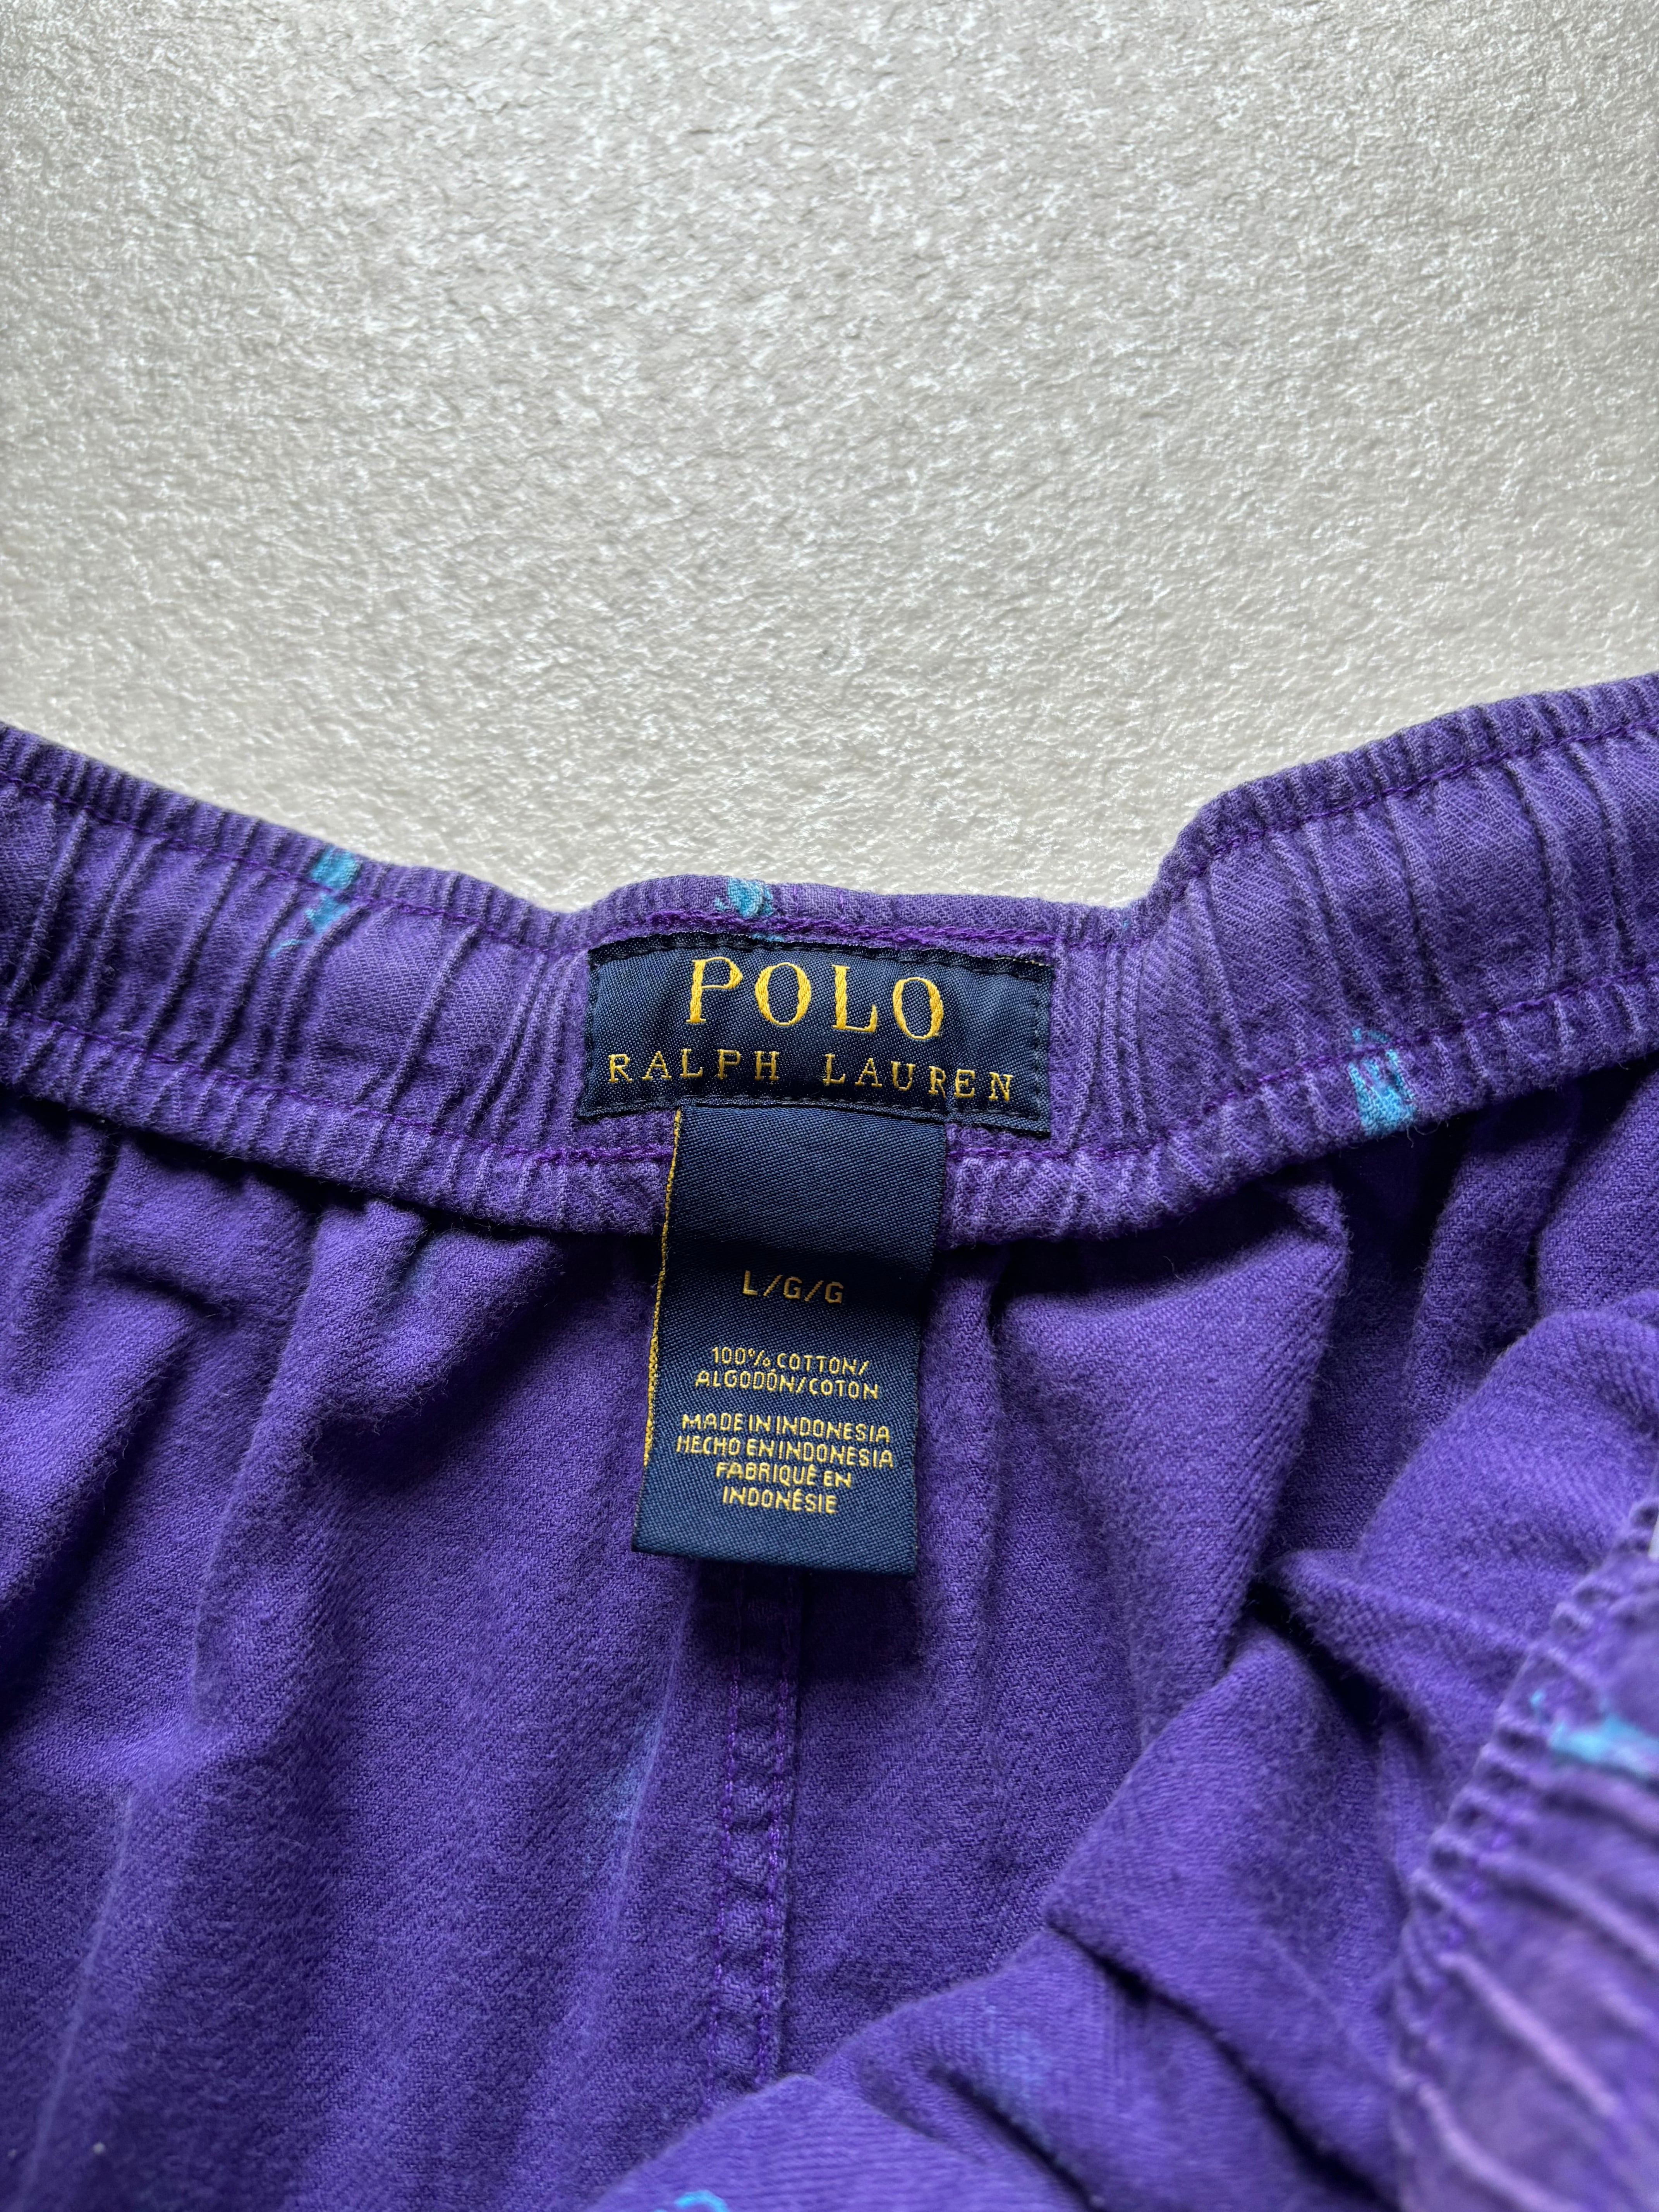 POLO
RALPH LAUREN
L/G/G
100% COTTON/
ALGODÓN/COTON
MADE IN INDONESIA
HECHO EN INDONESIA
FABRIQUÉ EN
INDONÉSIE